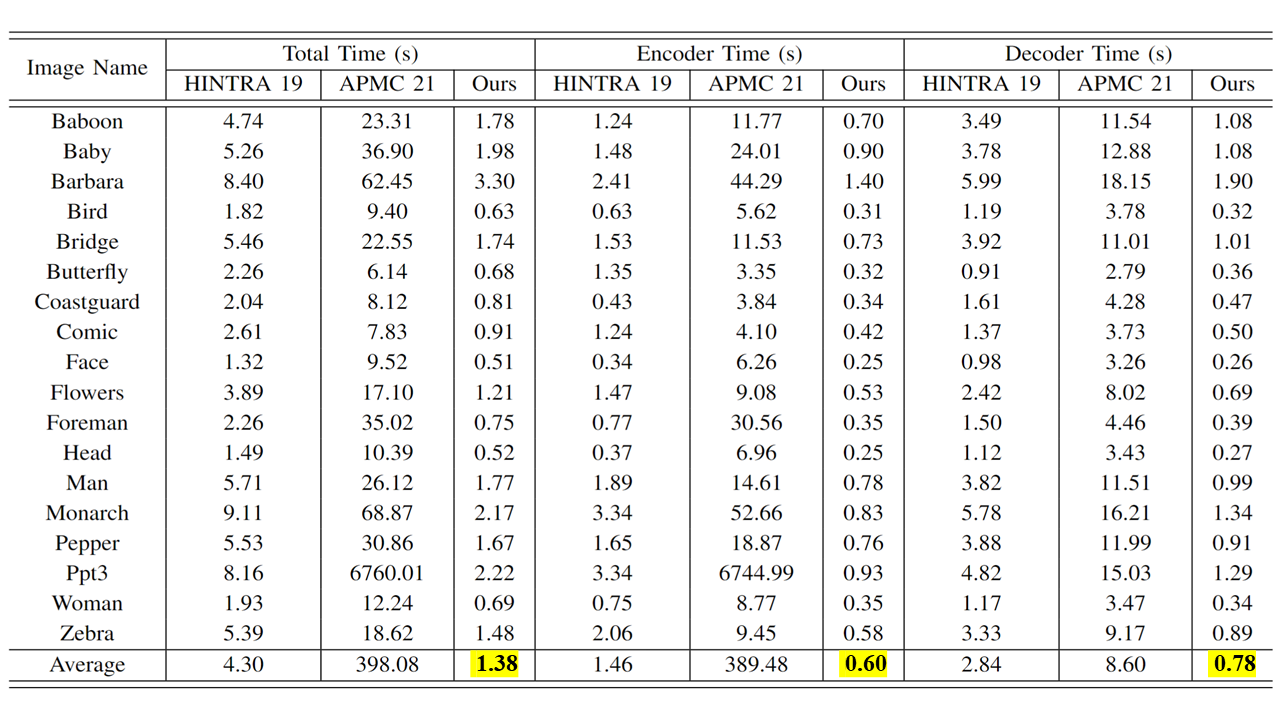 Image Name Total Time (s) Encoder Time (s) Decoder Time (s)
HINTRA 19 APMC 21 Ours HINTRA 19 APMC 21 Ours HINTRA 19 APMC 21 Ours
Baboon 4.74 23.31 1.78 1.24 11.77 0.70 3.49 11.54 1.08
Baby 5.26 36.90 1.98 1.48 24.01 0.90 3.78 12.88 1.08
Barbara 8.40 62.45 3.30 2.41 44.29 1.40 5.99 18.15 1.90
Bird 1.82 9.40 0.63 0.63 5.62 0.31 1.19 3.78 0.32
Bridge 5.46 22.55 1.74 1.53 11.53 0.73 3.92 11.01 1.01
Butterfly 2.26 6.14 0.68 1.35 3.35 0.32 0.91 2.79 0.36
Coastguard 2.04 8.12 0.81 0.43 3.84 0.34 1.61 4.28 0.47
Comic 2.61 7.83 0.91 1.24 4.10 0.42 1.37 3.73 0.50
Face 1.32 9.52 0.51 0.34 6.26 0.25 0.98 3.26 0.26
Flowers 3.89 17.10 1.21 1.47 9.08 0.53 2.42 8.02 0.69
Foreman 2.26 35.02 0.75 0.77 30.56 0.35 1.50 4.46 0.39
Head 1.49 10.39 0.52 0.37 6.96 0.25 1.12 3.43 0.27
Man 5.71 26.12 1.77 1.89 14.61 0.78 3.82 11.51 0.99
Monarch 9.11 68.87 2.17 3.34 52.66 0.83 5.78 16.21 1.34
Pepper 5.53 30.86 1.67 1.65 18.87 0.76 3.88 11.99 0.91
Ppt3 8.16 6760.01 2.22 3.34 6744.99 0.93 4.82 15.03 1.29
Woman 1.93 12.24 0.69 0.75 8.77 0.35 1.17 3.47 0.34
Zebra 5.39 18.62 1.48 2.06 9.45 0.58 3.33 9.17 0.89
Average 4.30 398.08 1.38 1.46 389.48 0.60 2.84 8.60 0.78